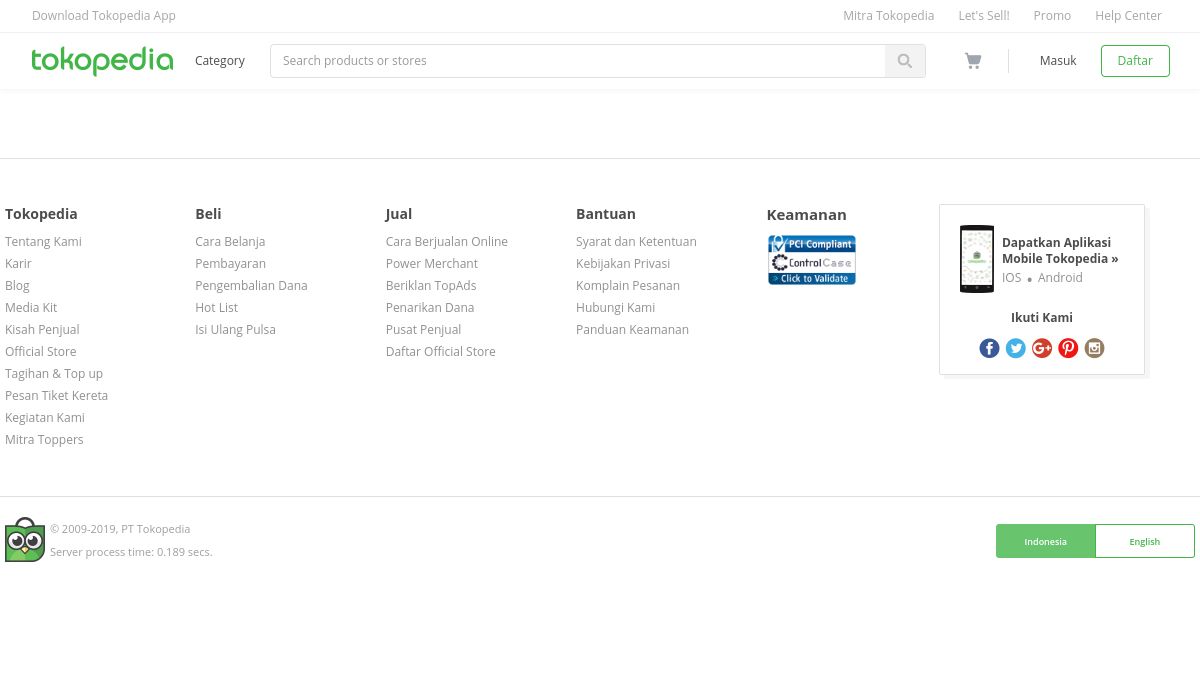 Download Tokopedia App
Mitra Tokopedia
Let's Sell!
Promo
Help Center
tokopedia
Category
Search products or stores
Masuk
Daftar
Tokopedia
Tentang Kami
Karir
Blog
Media Kit
Kisah Penjual
Official Store
Tagihan & Top up
Pesan Tiket Kereta
Kegiatan Kami
Mitra Toppers
Beli
Cara Belanja
Pembayaran
Pengembalian Dana
Hot List
Isi Ulang Pulsa
Jual
Cara Berjualan Online
Power Merchant
Beriklan TopAds
Penarikan Dana
Pusat Penjual
Daftar Official Store
Bantuan
Syarat dan Ketentuan
Kebijakan Privasi
Komplain Pesanan
Hubungi Kami
Panduan Keamanan
Keamanan
PCI Compliant
ControlCase
» Click to Validate
Dapatkan Aplikasi
Mobile Tokopedia »
IOS • Android
Ikuti Kami
© 2009-2019, PT Tokopedia
Server process time: 0.189 secs.
Indonesia
English